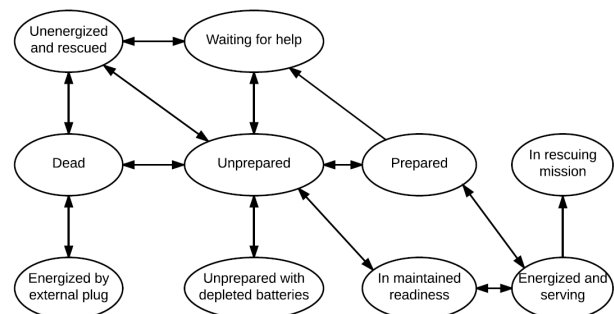 Unenergized
and rescued
Waiting for help
Dead
Unprepared
Prepared
In rescuing
mission
Energized by
external plug
Unprepared with
depleted batteries
In maintained
readiness
Energized and
serving